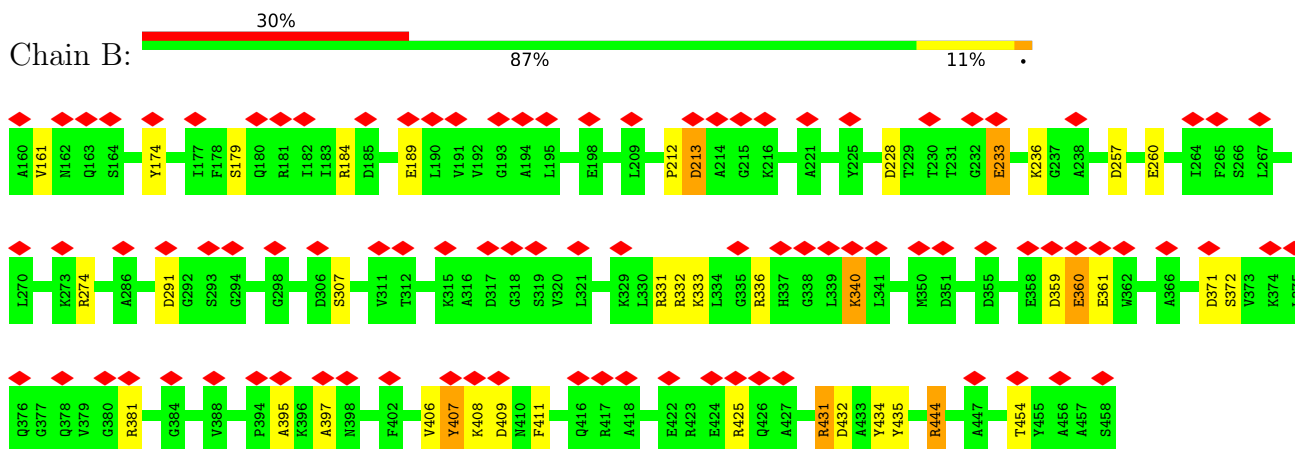 30%
Chain B:
87% 11% •
A160 V161 N162 Q163 S164 Y174 I177 F178 S179 Q180 R181 I182 I183 R184 D185 E189 L190 V191 V192 G193 A194 L195 E198 L209 P212 D213 A214 G215 K216 A221 Y225 D228 T229 T230 T231 G232 E233 K236 G237 A238 D257 E260 I264 F265 S266 L267
L270 K273 R274 A286 D291 G292 S293 G294 G298 D306 S307 V311 T312 K315 A316 D317 G318 S319 V320 L321 K329 L330 R331 R332 K333 L334 G335 R336 H337 G338 L339 K340 L341 M350 D351 D355 E358 D359 E360 E361 W362 A366 D371 S372 V373 K374
Q376 G377 Q378 V379 G380 R381 G384 V388 P394 A395 K396 A397 N398 F402 V406 Y407 K408 D409 N410 F411 Q416 R417 A418 E422 R423 E424 R425 Q426 A427 R431 D432 A433 Y434 Y435 R444 A447 T454 Y455 A456 A457 S458